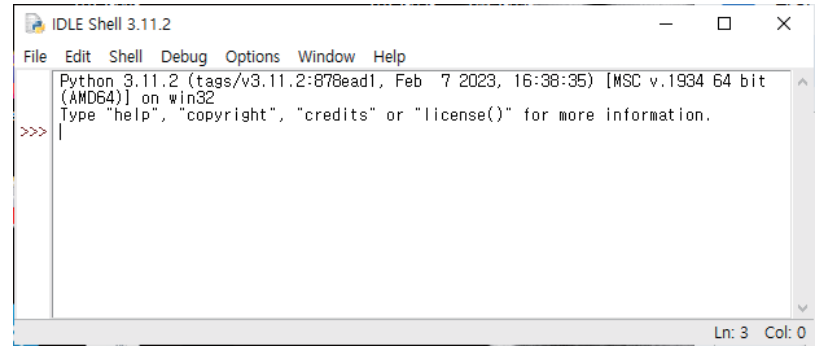 IDLE Shell 3.11.2
File Edit Shell Debug Options Window Help
Python 3.11.2 (tags/v3.11.2:878ead1, Feb  7 2023, 16:38:35) [MSC v.1934 64 bit
(AMD64)] on win32
Type "help", "copyright", "credits" or "license()" for more information.
>>>
Ln: 3 Col: 0